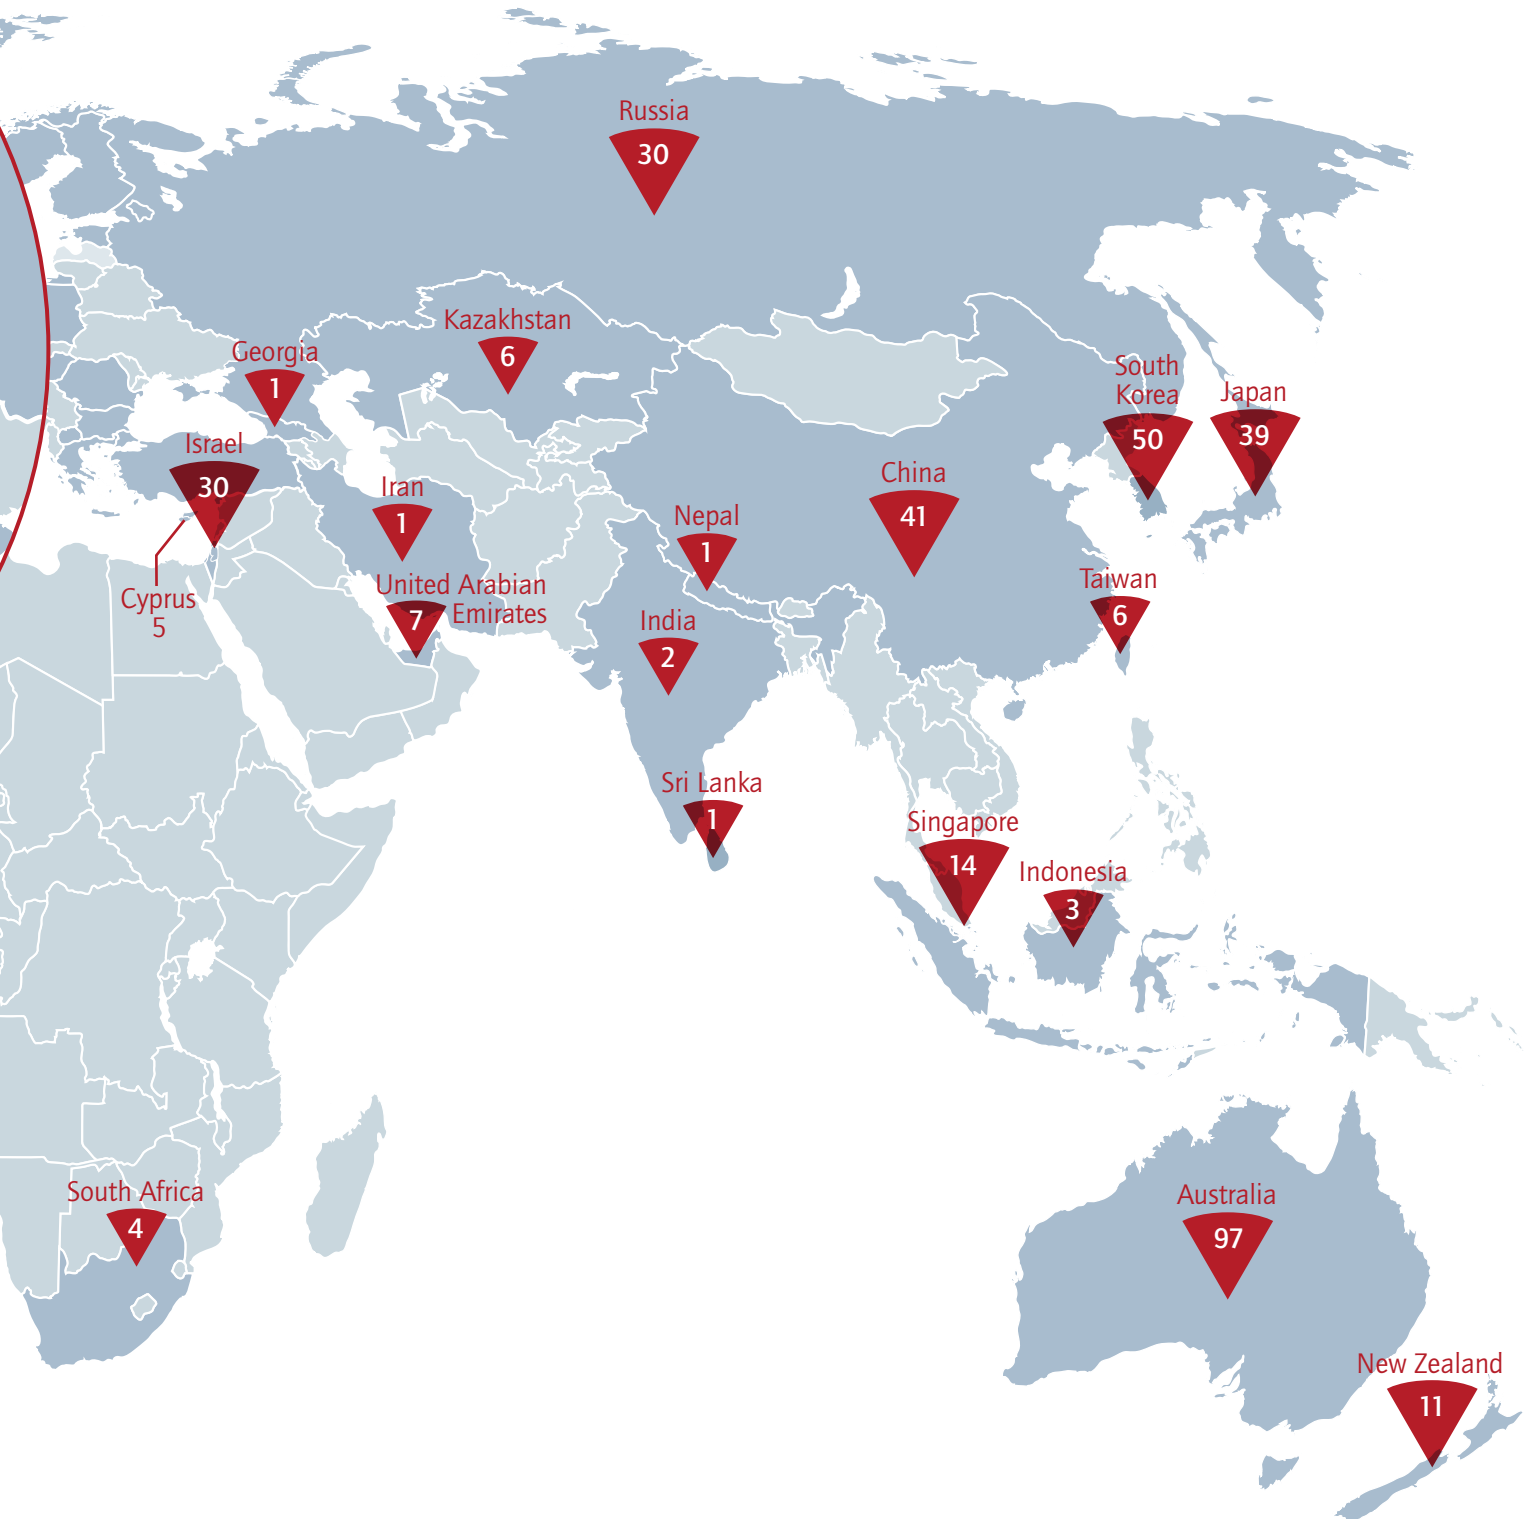 Russia
30
Kazakhstan
6
Georgia
1
South
Korea
50
Japan
39
Israel
30
China
41
Iran
1
Nepal
1
United Arabian
Emirates
7
Taiwan
6
Cyprus
5
India
2
Sri Lanka
1
Singapore
14
Indonesia
3
South Africa
4
Australia
97
New Zealand
11